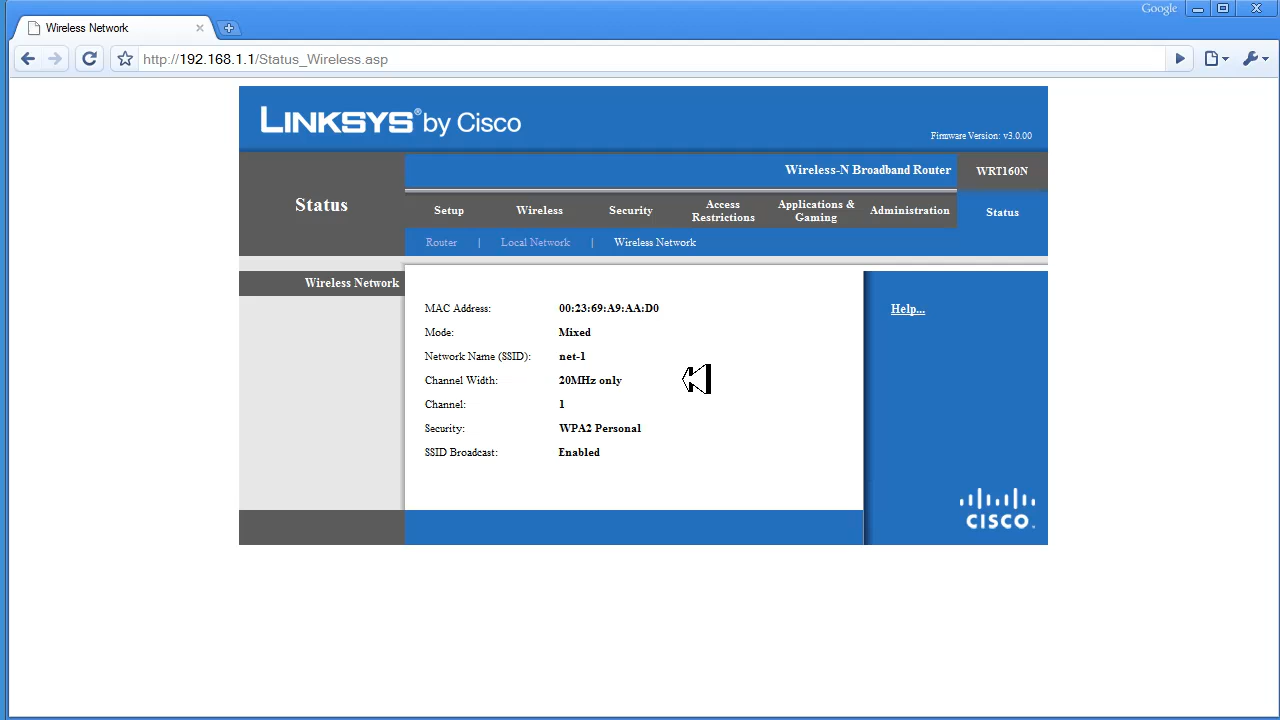 Google
Wireless Network
http://192.168.1.1/Status_Wireless.asp
LINKSYS® by Cisco
Firmware Version: v3.0.00
Wireless-N Broadband Router WRT160N
Status
Setup Wireless Security Access Restrictions Applications & Gaming Administration Status
Router | Local Network | Wireless Network
Wireless Network
MAC Address: 00:23:69:A9:AA:D0
Help...
Mode: Mixed
Network Name (SSID): net-1
Channel Width: 20MHz only
Channel: 1
Security: WPA2 Personal
SSID Broadcast: Enabled
CISCO.